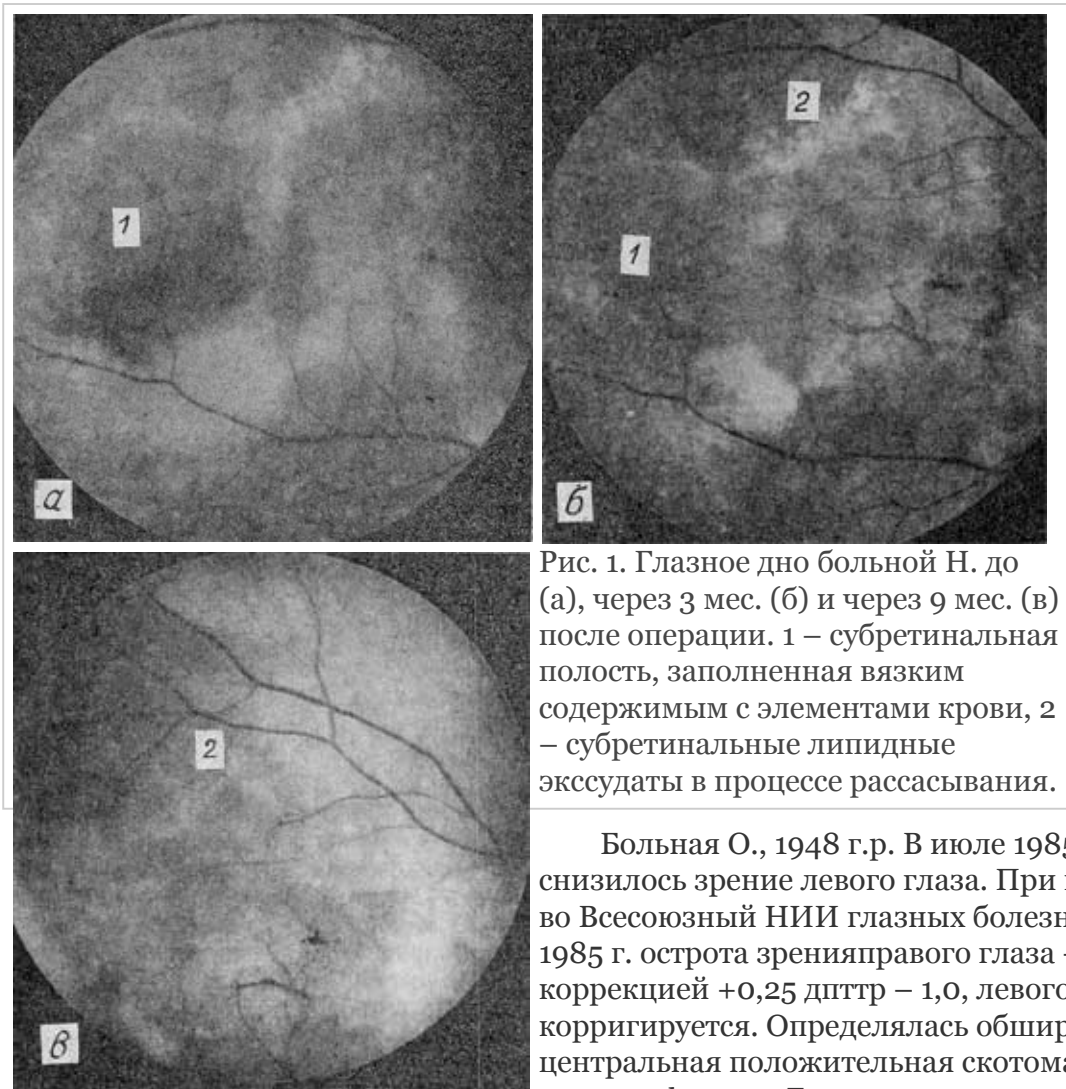 1
а
2
1
б
2
в
Рис. 1. Глазное дно больной Н. до
(а), через 3 мес. (б) и через 9 мес. (в)
после операции. 1 – субретинальная
полость, заполненная вязким
содержимым с элементами крови, 2
– субретинальные липидные
экссудаты в процессе рассасывания.
Больная О., 1948 г.р. В июле 1985
снизилось зрение левого глаза. При
во Всесоюзный НИИ глазных болезн
1985 г. острота зренияправого глаза
коррекцией +0,25 дпттр – 1,0, левого
корригируется. Определялась обшир
центральная положительная скотома